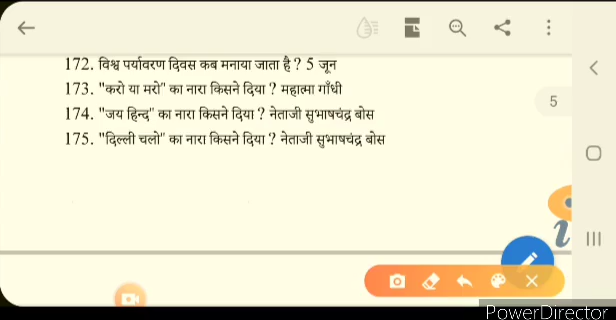 172. विश्व पर्यावरण दिवस कब मनाया जाता है ? 5 जून
173. "करो या मरो" का नारा किसने दिया ? महात्मा गाँधी
174. "जय हिन्द" का नारा किसने दिया ? नेताजी सुभाषचंद्र बोस
175. "दिल्ली चलो" का नारा किसने दिया ? नेताजी सुभाषचंद्र बोस
5
PowerDirector